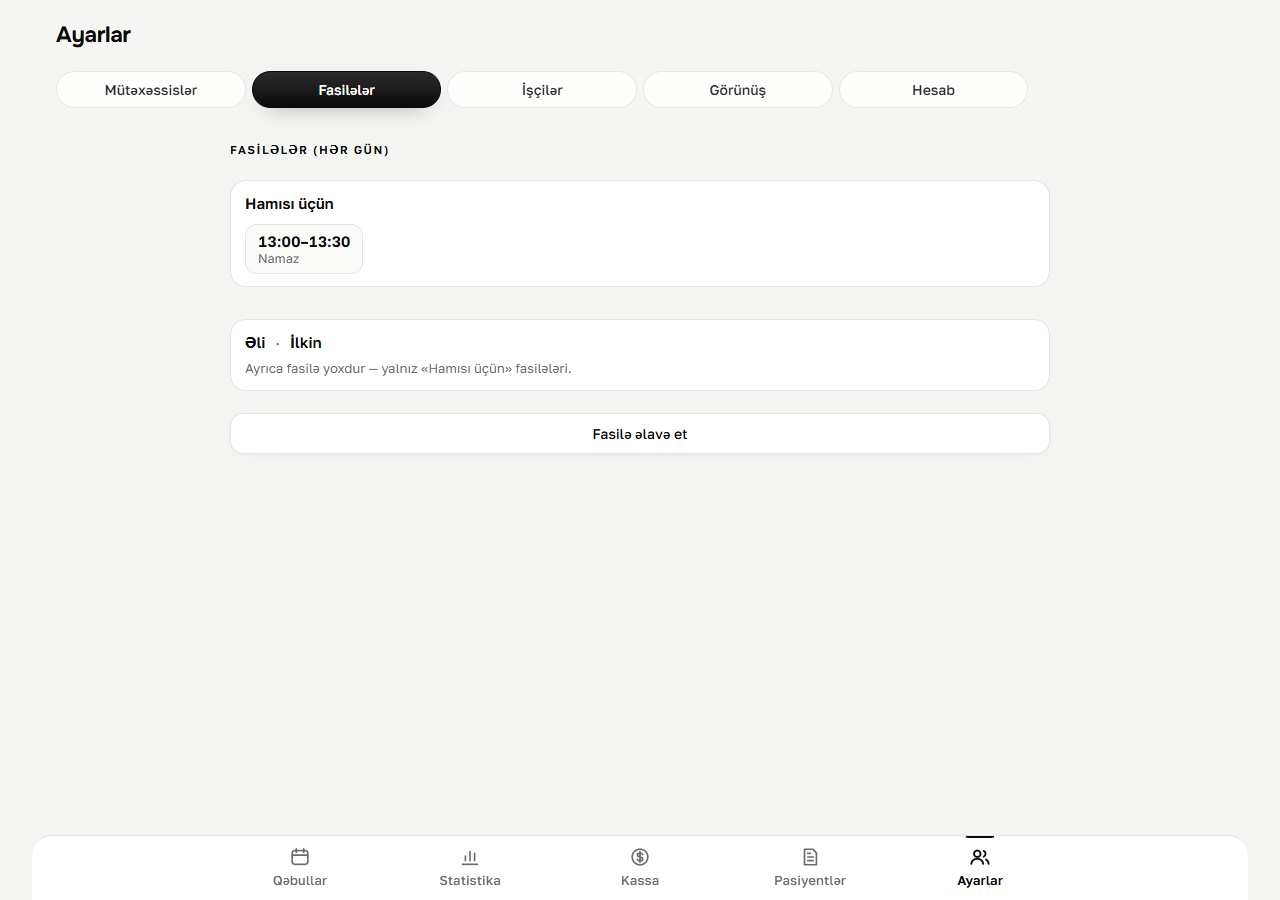 Ayarlar
Mütəxəssislər
Fasilələr
İşçilər
Görünüş
Hesab
FASİLƏLƏR (HƏR GÜN)
Hamısı üçün
13:00–13:30
Namaz
Əli · İlkin
Ayrıca fasilə yoxdur — yalnız «Hamısı üçün» fasilələri.
Fasilə əlavə et
Qəbullar
Statistika
Kassa
Pasiyentlər
Ayarlar